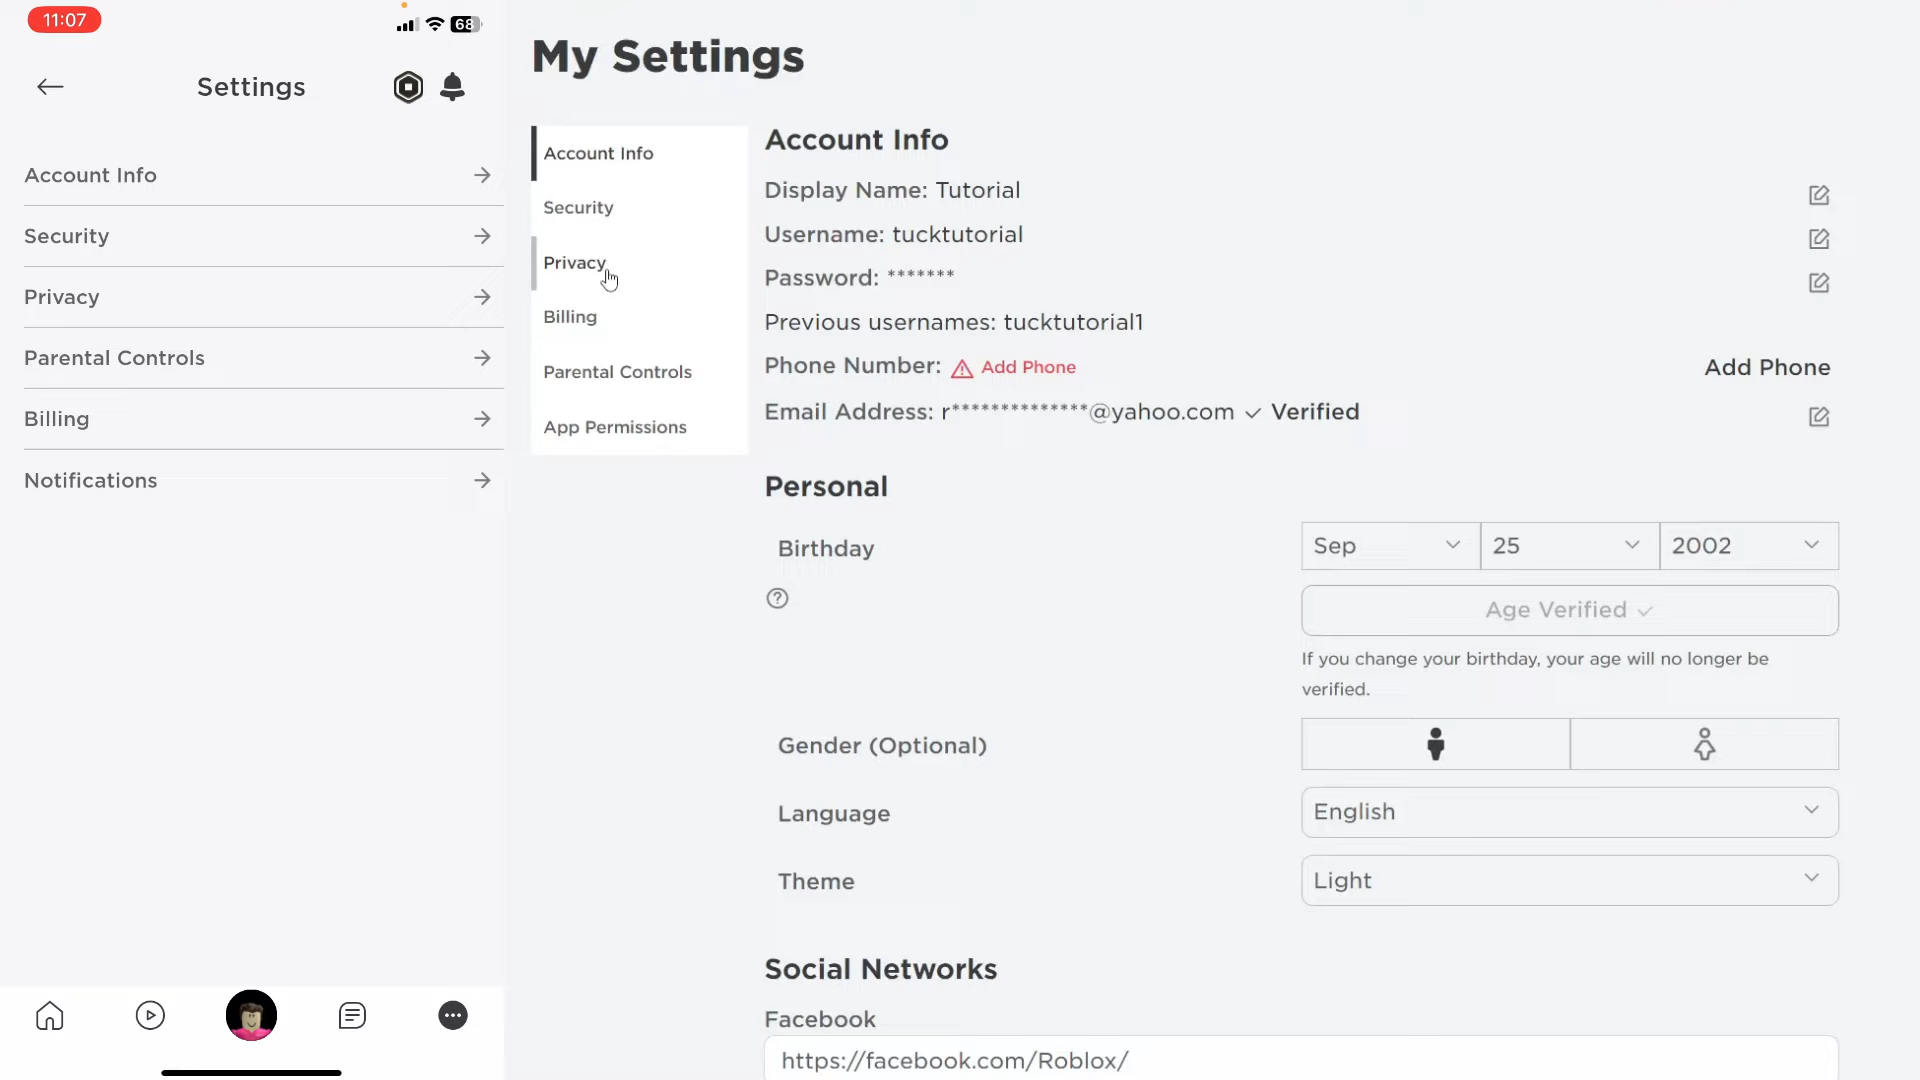 11:07
68
Settings
Account Info
Security
Privacy
Parental Controls
Billing
Notifications
My Settings
Account Info
Security
Privacy
Billing
Parental Controls
App Permissions
Account Info
Display Name: Tutorial
Username: tucktutorial
Password: *******
Previous usernames: tucktutorial1
Phone Number: Add Phone
Add Phone
Email Address: r**************@yahoo.com ✓ Verified
Personal
Birthday
Sep
25
2002
Age Verified ✓
If you change your birthday, your age will no longer be
verified.
Gender (Optional)
Language
English
Theme
Light
Social Networks
Facebook
https://facebook.com/Roblox/